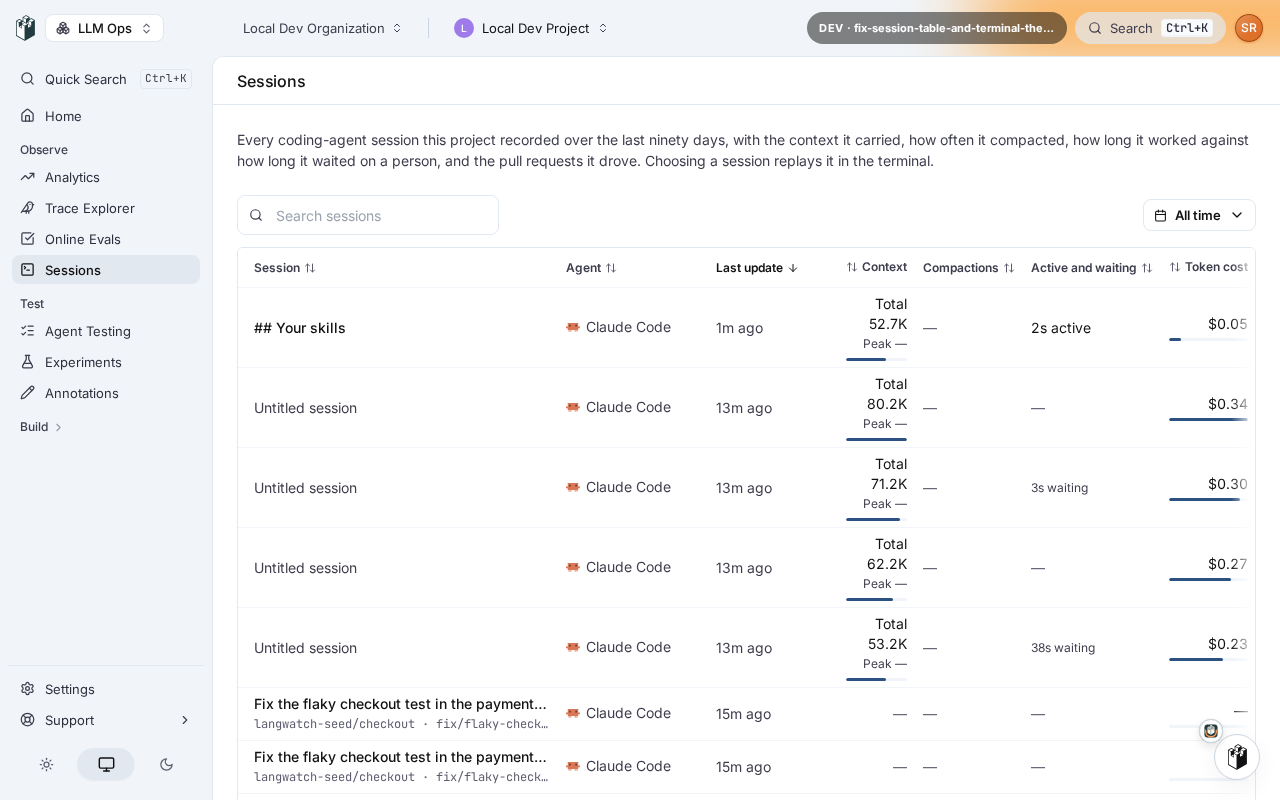 LLM Ops
Local Dev Organization
L
Local Dev Project
DEV · fix-session-table-and-terminal-the...
Search
Ctrl+K
SR
Quick Search
Ctrl+K
Home
Observe
Analytics
Trace Explorer
Online Evals
Sessions
Test
Agent Testing
Experiments
Annotations
Build
Settings
Support
Sessions
Every coding-agent session this project recorded over the last ninety days, with the context it carried, how often it compacted, how long it worked against
how long it waited on a person, and the pull requests it drove. Choosing a session replays it in the terminal.
Search sessions
All time
Session Agent Last update Context Compactions Active and waiting Token cost
## Your skills Claude Code 1m ago Total 52.7K Peak — — 2s active $0.05
Untitled session Claude Code 13m ago Total 80.2K Peak — — — $0.34
Untitled session Claude Code 13m ago Total 71.2K Peak — — 3s waiting $0.30
Untitled session Claude Code 13m ago Total 62.2K Peak — — — $0.27
Untitled session Claude Code 13m ago Total 53.2K Peak — — 38s waiting $0.23
Fix the flaky checkout test in the payment... Claude Code 15m ago — — — —
langwatch-seed/checkout · fix/flaky-check...
Fix the flaky checkout test in the payment... Claude Code 15m ago — — —
langwatch-seed/checkout · fix/flaky-check...